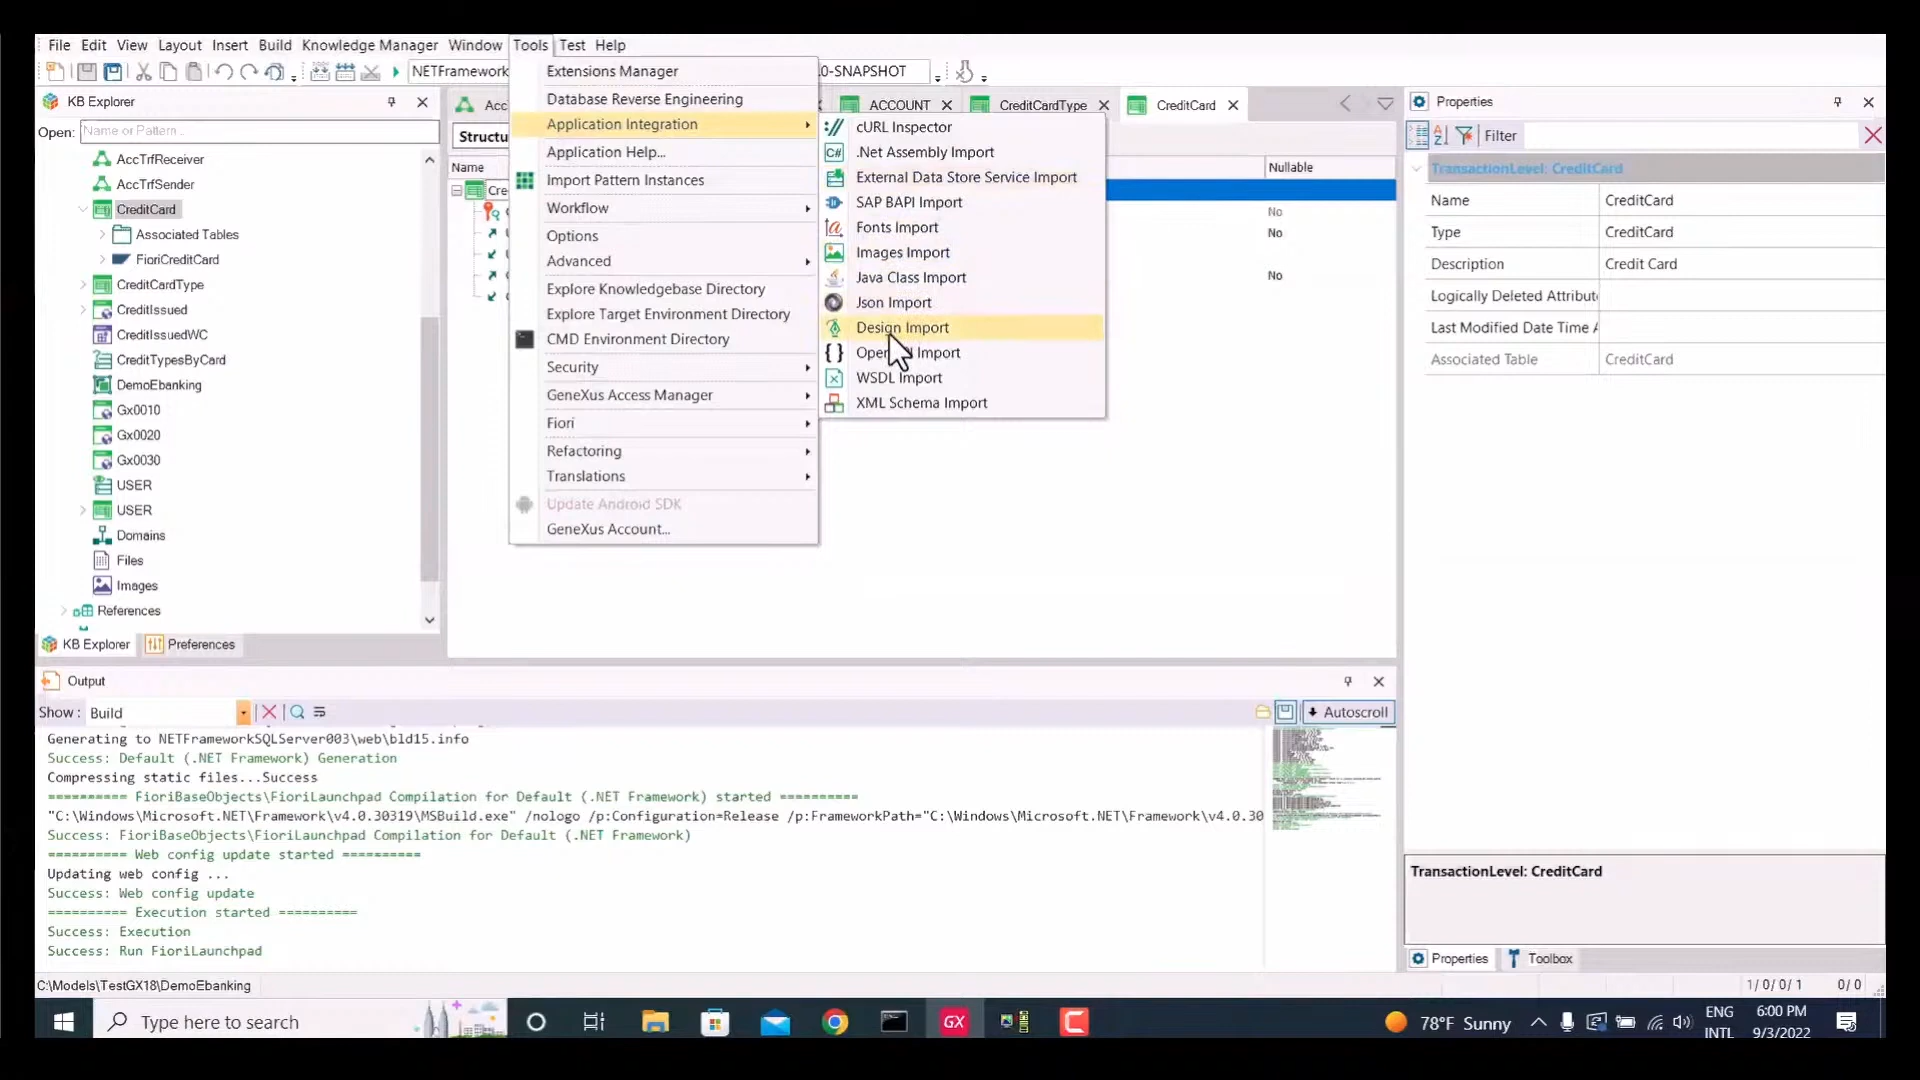 File Edit View Layout Insert Build Knowledge Manager Window Tools Test Help
NETFramework
0-SNAPSHOT
KB Explorer
Open: Name or Pattern...
AccTrfReceiver
AccTrfSender
CreditCard
Associated Tables
FioriCreditCard
CreditCardType
CreditIssued
CreditIssuedWC
CreditTypesByCard
DemoEbanking
Gx0010
Gx0020
Gx0030
USER
USER
Domains
Files
Images
References
KB Explorer Preferences
Extensions Manager
Database Reverse Engineering
Application Integration
Application Help...
Import Pattern Instances
Workflow
Options
Advanced
Explore Knowledgebase Directory
Explore Target Environment Directory
CMD Environment Directory
Security
GeneXus Access Manager
Fiori
Refactoring
Translations
Update Android SDK
GeneXus Account...
cURL Inspector
.Net Assembly Import
External Data Store Service Import
SAP BAPI Import
Fonts Import
Images Import
Java Class Import
Json Import
Design Import
Import
WSDL Import
XML Schema Import
Acc
ACCOUNT
CreditCardType
CreditCard
Structu
Name
Nullable
Cre
No
No
No
Properties
Filter
TransactionLevel: CreditCard
Name CreditCard
Type CreditCard
Description Credit Card
Logically Deleted Attribut
Last Modified Date Time A
Associated Table CreditCard
TransactionLevel: CreditCard
Properties Toolbox
Output
Show : Build
Autoscroll
Generating to NETFrameworkSQLServer003\web\bld15.info
Success: Default (.NET Framework) Generation
Compressing static files...Success
========== FioriBaseObjects\FioriLaunchpad Compilation for Default (.NET Framework) started ==========
"C:\Windows\Microsoft.NET\Framework\v4.0.30319\MSBuild.exe" /nologo /p:Configuration=Release /p:FrameworkPath="C:\Windows\Microsoft.NET\Framework\v4.0.30
Success: FioriBaseObjects\FioriLaunchpad Compilation for Default (.NET Framework)
========== Web config update started ==========
Updating web config ...
Success: Web config update
========== Execution started ==========
Success: Execution
Success: Run FioriLaunchpad
C:\Models\TestGX18\DemoEbanking
1/ 0/ 0/ 1 0/ 0
Type here to search
GX
78°F Sunny
ENG
INTL
6:00 PM
9/3/2022